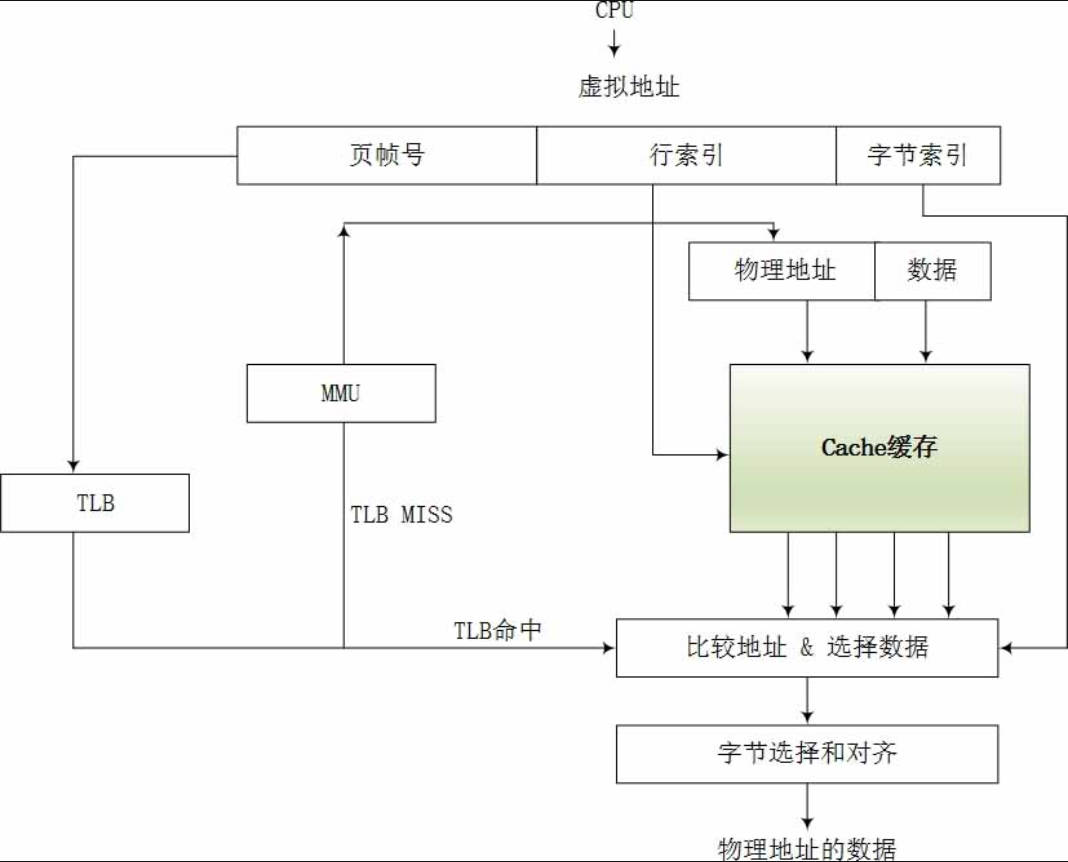 CPU
虚拟地址
页帧号
行索引
字节索引
物理地址
数据
MMU
Cache缓存
TLB
TLB MISS
TLB命中
比较地址 & 选择数据
字节选择和对齐
物理地址的数据